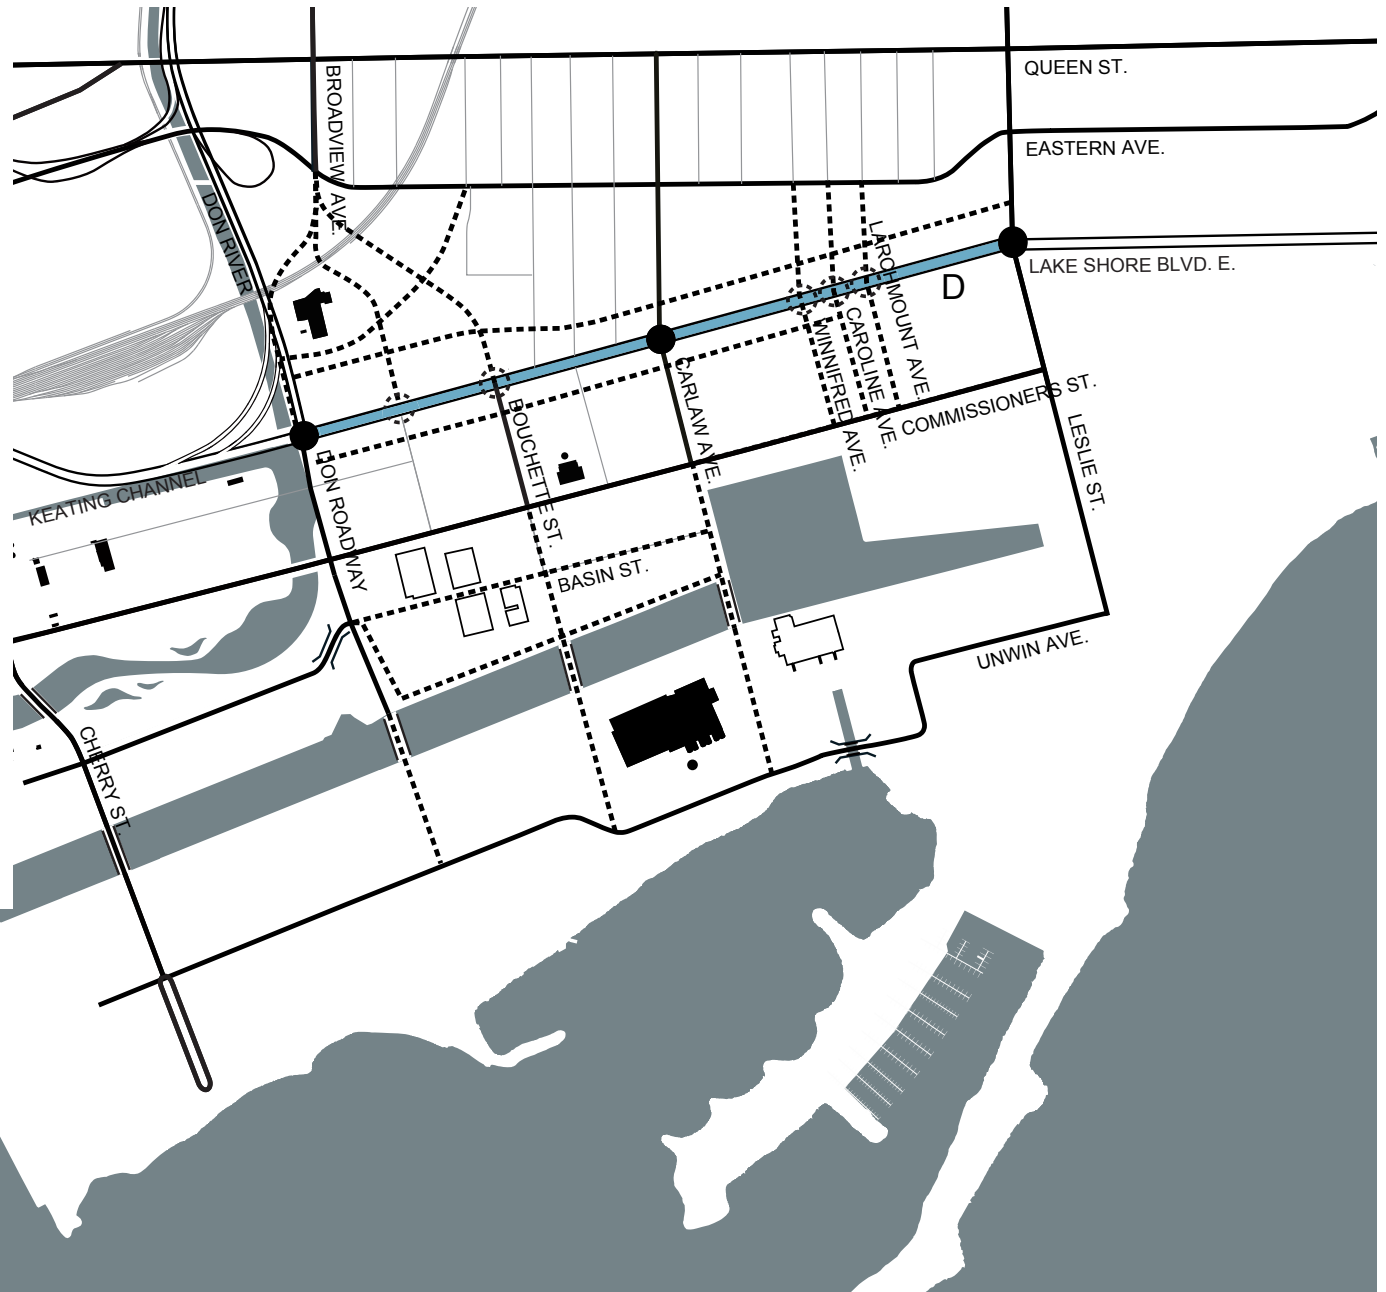 QUEEN ST.
BROADVIEW AVE.
EASTERN AVE.
DON RIVER
LARCHMOUNT AVE.
LAKE SHORE BLVD. E.
D
CAROLINE AVE.
WINNIFRED AVE.
CARLAW AVE.
BOUCHETTE ST.
COMMISSIONERS ST.
LESLIE ST.
DON ROADWAY
KEATING CHANNEL
BASIN ST.
UNWIN AVE.
CHERRY ST.